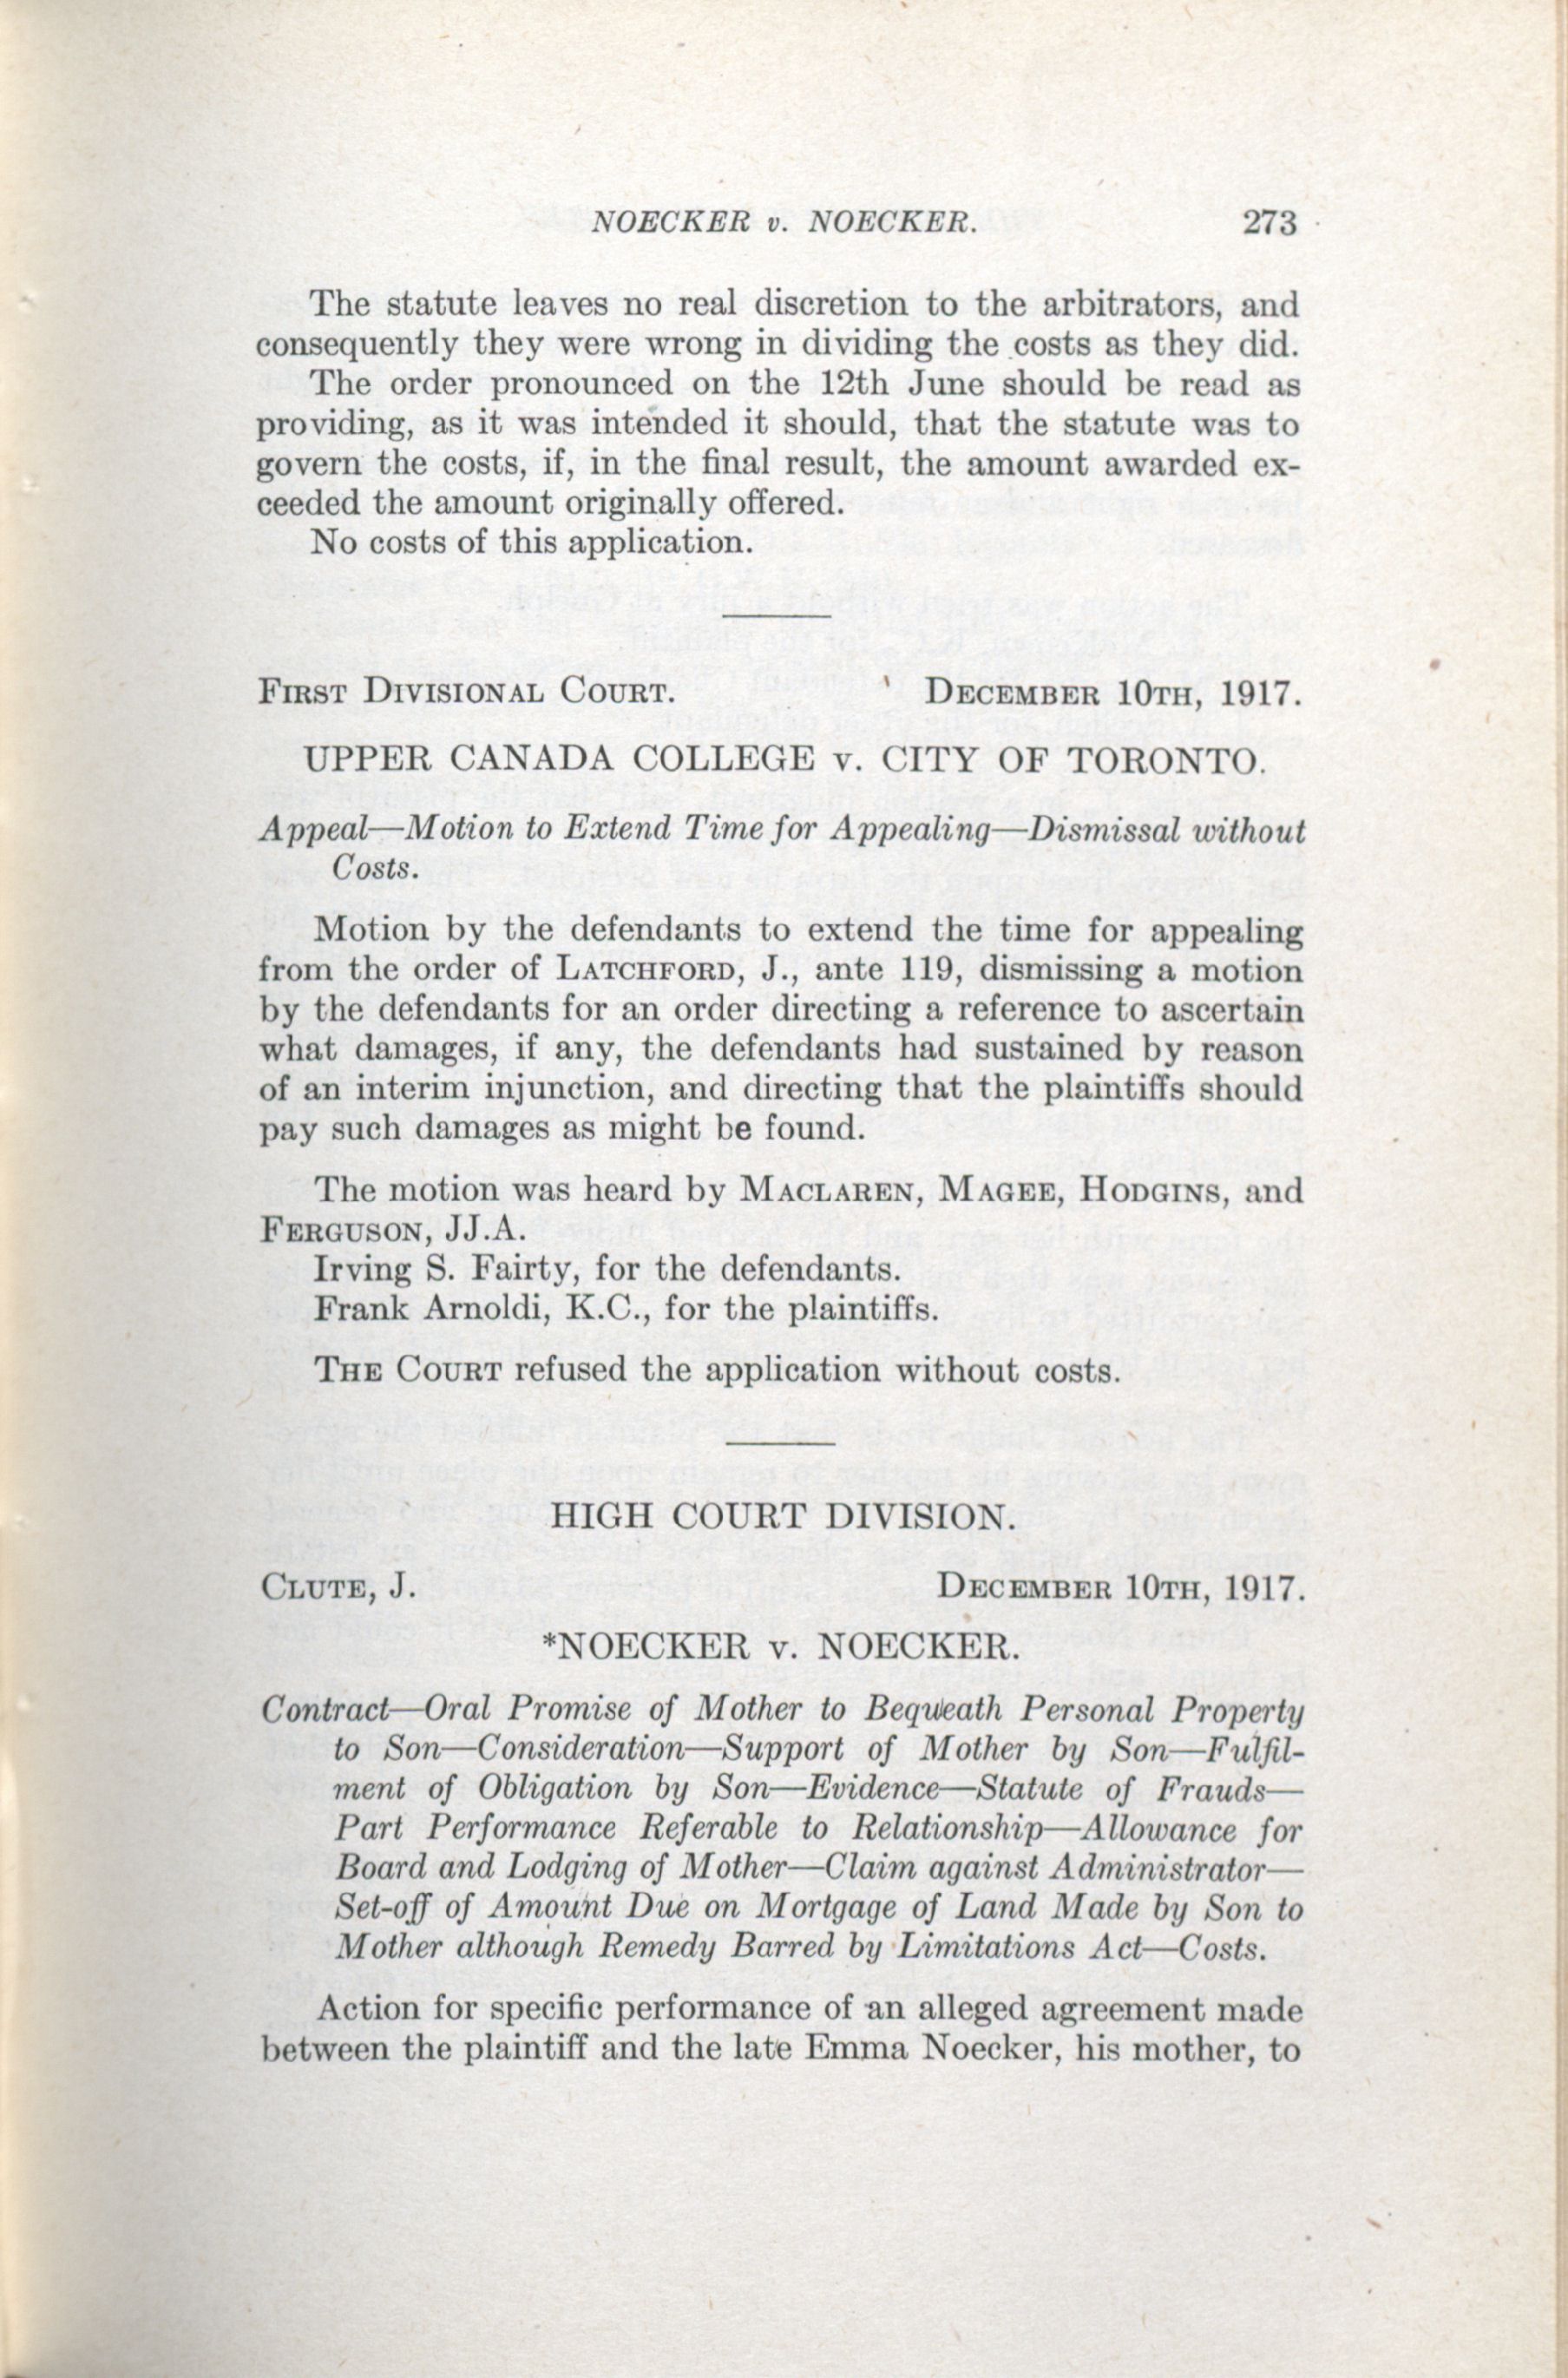 NOECKER v. NOECKER. 273
The statute leaves no real discretion to the arbitrators, and
consequently they were wrong in dividing the costs as they did.
The order pronounced on the 12th June should be read as
providing, as it was intended it should, that the statute was to
govern the costs, if, in the final result, the amount awarded ex-
ceeded the amount originally offered.
No costs of this application.
First Divisional Court. December 10th, 1917.
UPPER CANADA COLLEGE v. CITY OF TORONTO.
Appeal—Motion to Extend Time for Appealing—Dismissal without
Costs.
Motion by the defendants to extend the time for appealing
from the order of Latchford, J., ante 119, dismissing a motion
by the defendants for an order directing a reference to ascertain
what damages, if any, the defendants had sustained by reason
of an interim injunction, and directing that the plaintiffs should
pay such damages as might be found.
The motion was heard by Maclaren, Magee, Hodgins, and
Ferguson, JJ.A.
Irving S. Fairty, for the defendants.
Frank Arnoldi, K.C., for the plaintiffs.
The Court refused the application without costs.
HIGH COURT DIVISION.
Clute, J. December 10th, 1917.
*NOECKER v. NOECKER.
Contract—Oral Promise of Mother to Bequeath Personal Property
to Son—Consideration—Support of Mother by Son—Fulfil-
ment of Obligation by Son—Evidence—Statute of Frauds—
Part Performance Referable to Relationship—Allowance for
Board and Lodging of Mother—Claim against Administrator—
Set-off of Amount Due on Mortgage of Land Made by Son to
Mother although Remedy Barred by Limitations Act—Costs.
Action for specific performance of an alleged agreement made
between the plaintiff and the late Emma Noecker, his mother, to